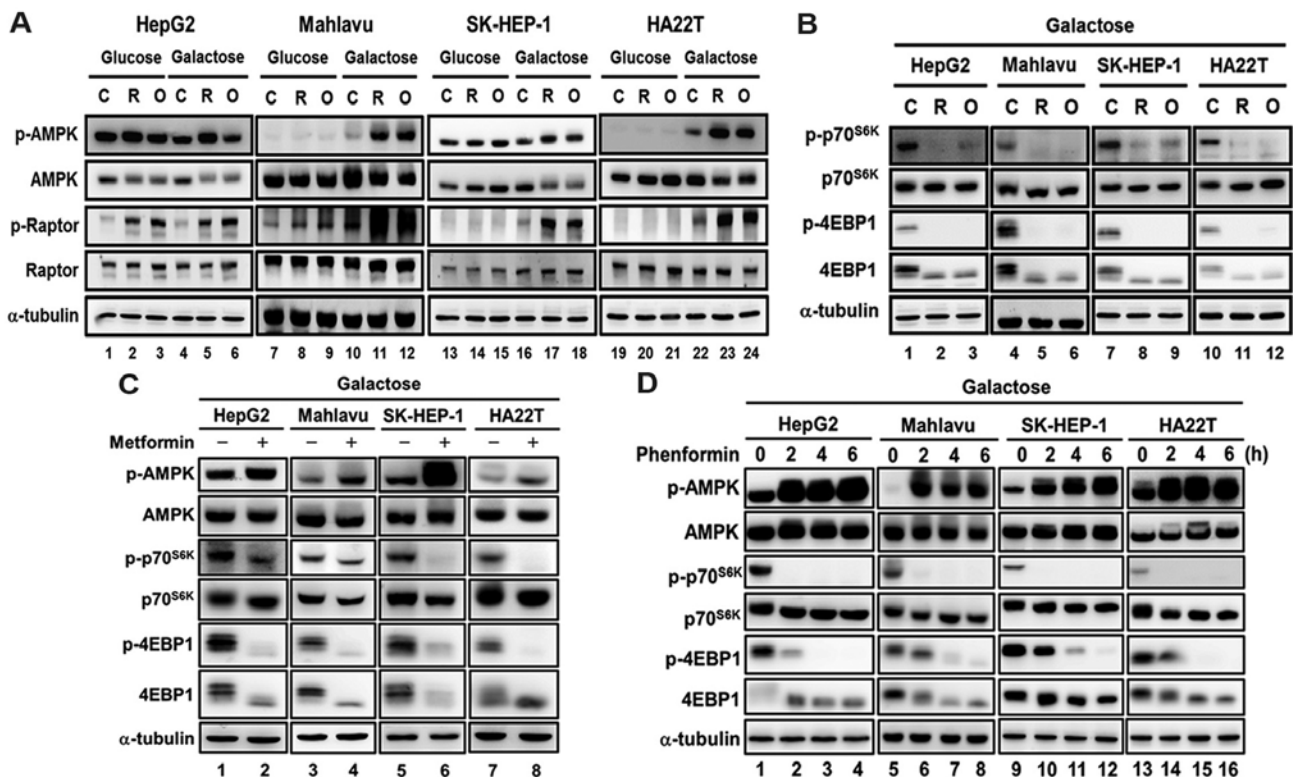 A
HepG2 Mahlavu SK-HEP-1 HA22T
Glucose Galactose Glucose Galactose Glucose Galactose Glucose Galactose
C R O C R O C R O C R O C R O C R O C R O C R O
p-AMPK
AMPK
p-Raptor
Raptor
α-tubulin
1 2 3 4 5 6 7 8 9 10 11 12 13 14 15 16 17 18 19 20 21 22 23 24
B
Galactose
HepG2 Mahlavu SK-HEP-1 HA22T
C R O C R O C R O C R O
p-p70S6K
p70S6K
p-4EBP1
4EBP1
α-tubulin
1 2 3 4 5 6 7 8 9 10 11 12
C
Galactose
HepG2 Mahlavu SK-HEP-1 HA22T
Metformin − + − + − + − +
p-AMPK
AMPK
p-p70S6K
p70S6K
p-4EBP1
4EBP1
α-tubulin
1 2 3 4 5 6 7 8
D
Galactose
HepG2 Mahlavu SK-HEP-1 HA22T
Phenformin 0 2 4 6 0 2 4 6 0 2 4 6 0 2 4 6 (h)
p-AMPK
AMPK
p-p70S6K
p70S6K
p-4EBP1
4EBP1
α-tubulin
1 2 3 4 5 6 7 8 9 10 11 12 13 14 15 16